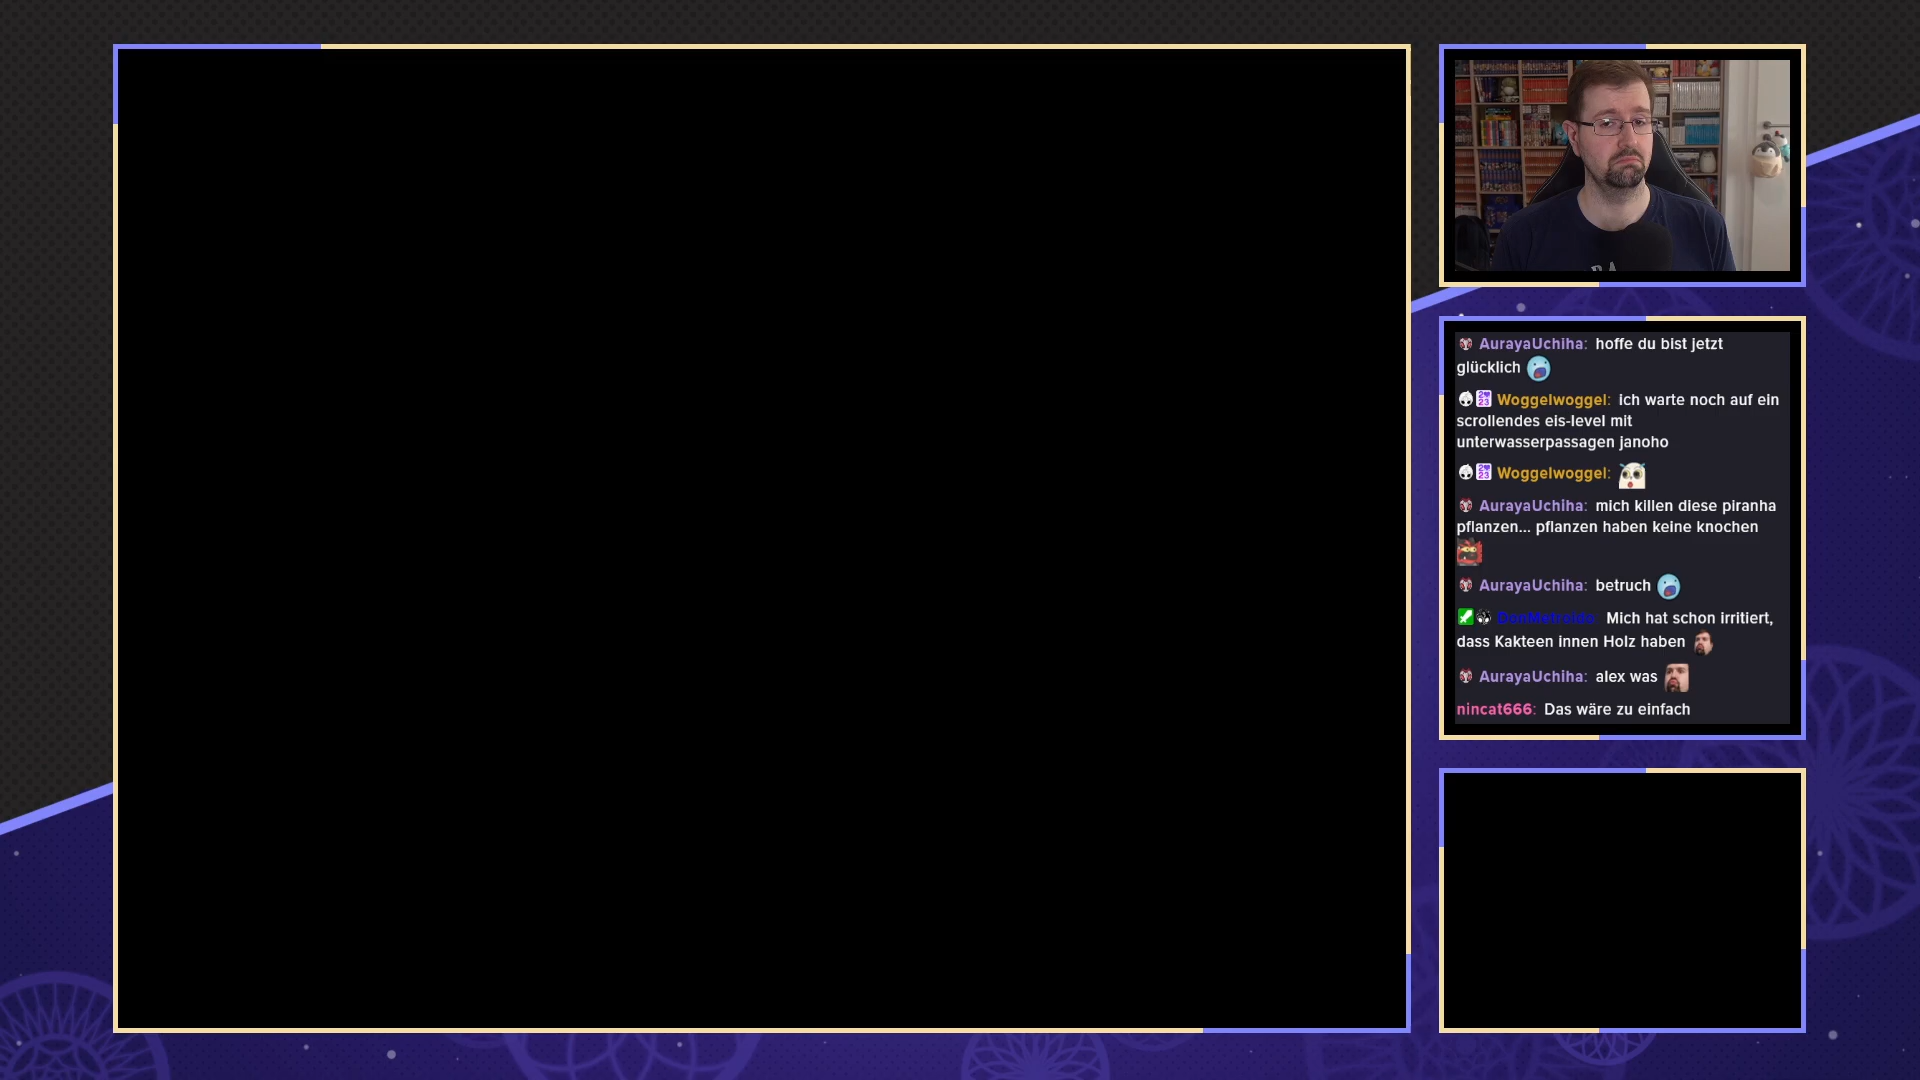 AurayaUchiha: hoffe du bist jetzt
glücklich
Woggelwoggel: ich warte noch auf ein
scrollendes eis-level mit
unterwasserpassagen janoho
Woggelwoggel:
AurayaUchiha: mich killen diese piranha
pflanzen... pflanzen haben keine knochen
AurayaUchiha: betruch
DonMetroido: Mich hat schon irritiert,
dass Kakteen innen Holz haben
AurayaUchiha: alex was
nincat666: Das wäre zu einfach